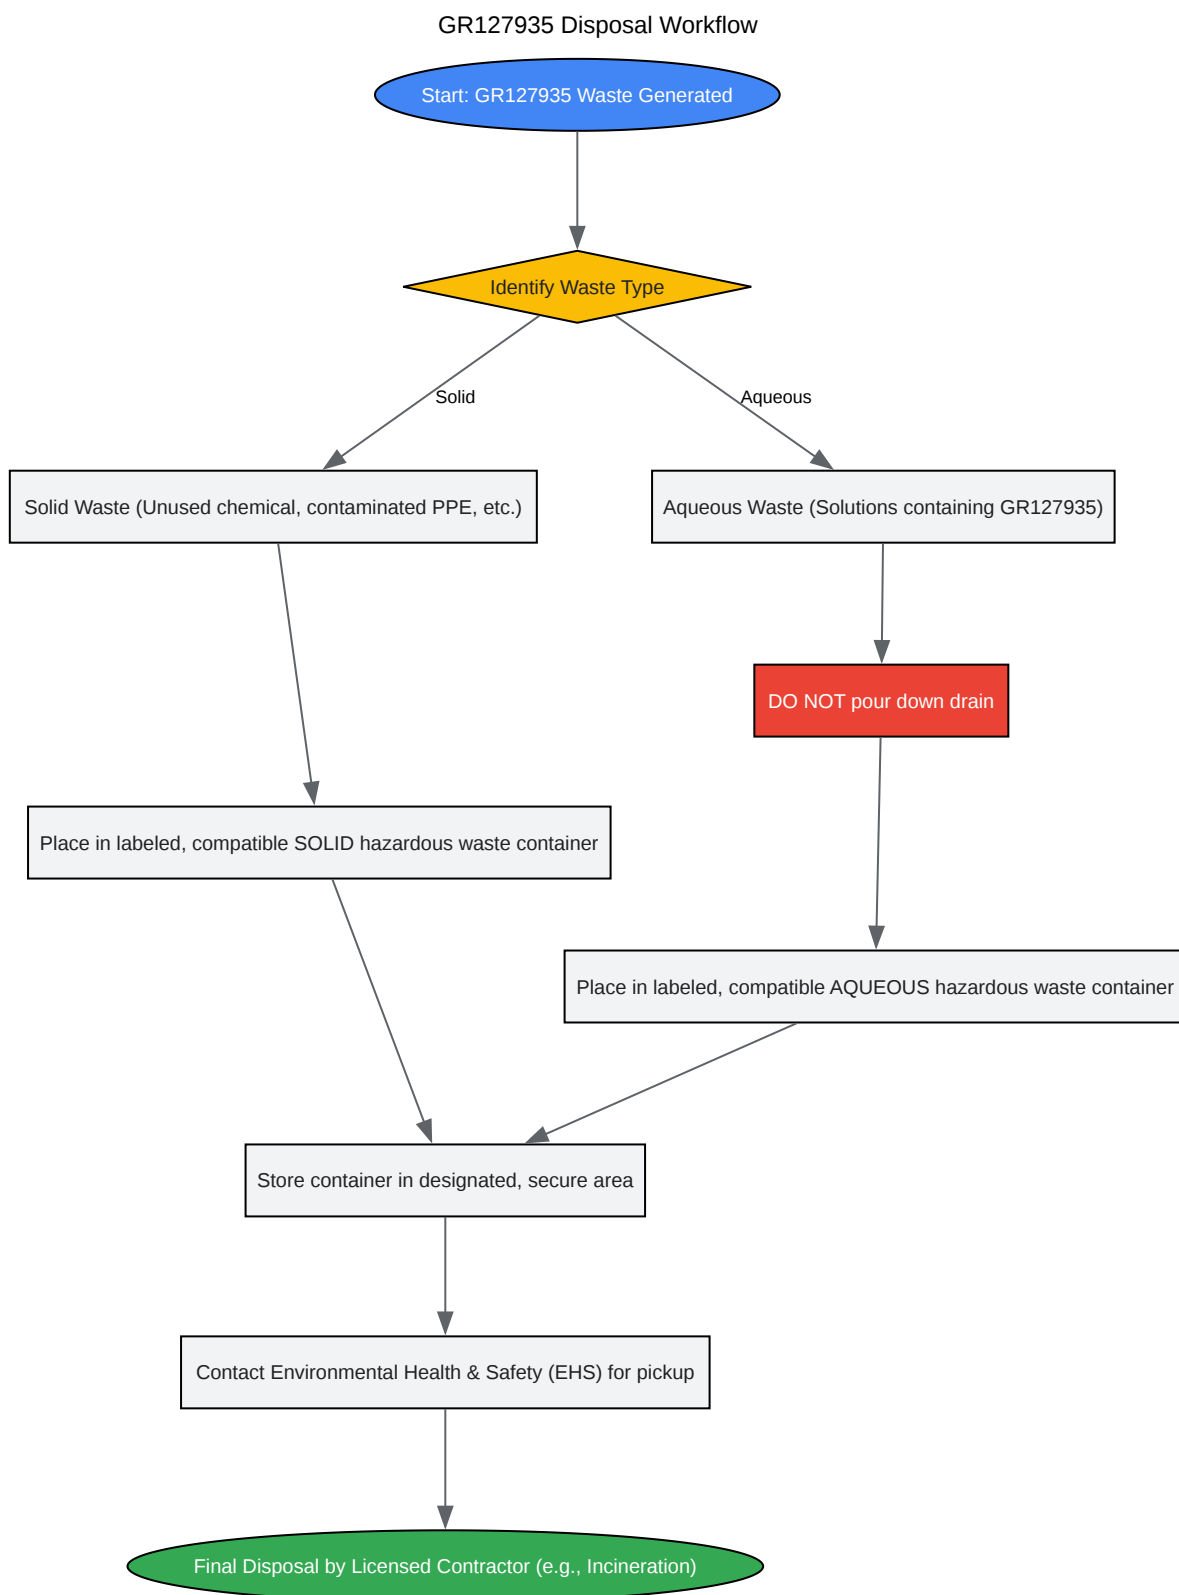 GR127935 Disposal Workflow
Start: GR127935 Waste Generated
Identify Waste Type
Solid
Aqueous
Solid Waste (Unused chemical, contaminated PPE, etc.)
Aqueous Waste (Solutions containing GR127935)
DO NOT pour down drain
Place in labeled, compatible SOLID hazardous waste container
Place in labeled, compatible AQUEOUS hazardous waste container
Store container in designated, secure area
Contact Environmental Health & Safety (EHS) for pickup
Final Disposal by Licensed Contractor (e.g., Incineration)